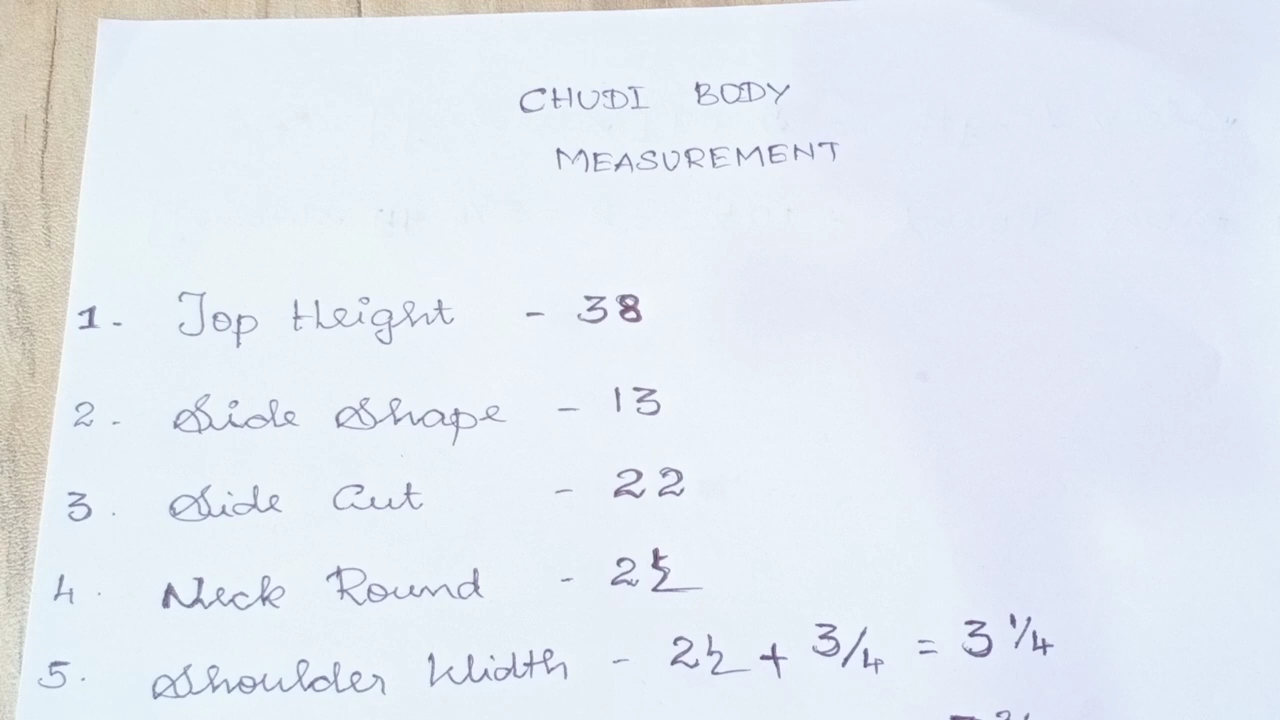 CHUDI BODY
MEASUREMENT
1. Top Height - 38
2. Side Shape - 13
3. Side Cut - 22
4. Neck Round - 2½
5. Shoulder Width - 2½ + 3/4 = 3 1/4